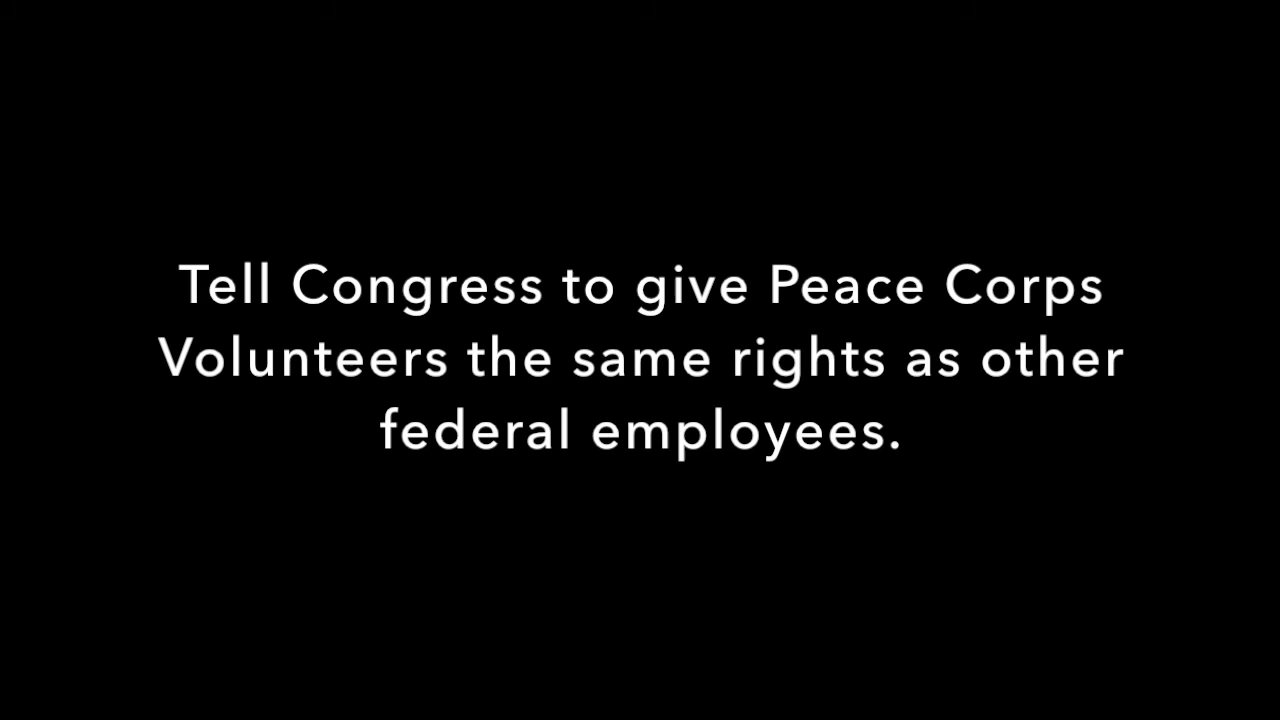 Tell Congress to give Peace Corps
Volunteers the same rights as other
federal employees.